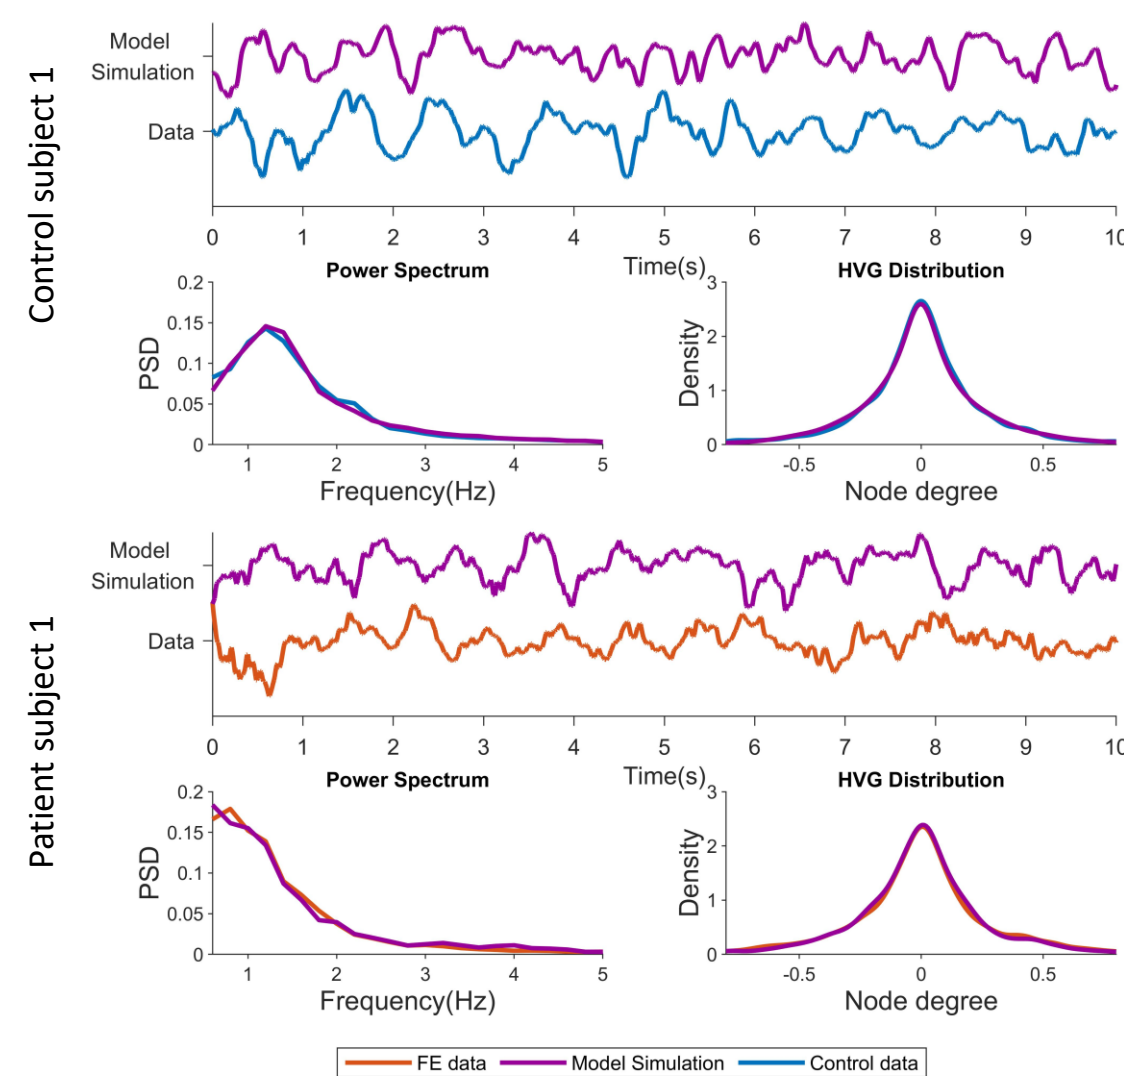 Control subject 1
Model
Simulation
Data
0 1 2 3 4 5 6 7 8 9 10
Time(s)
Power Spectrum
0.2
0.15
0.1
0.05
0
PSD
1 2 3 4 5
Frequency(Hz)
HVG Distribution
3
2
1
0
Density
-0.5 0 0.5
Node degree
Patient subject 1
Model
Simulation
Data
0 1 2 3 4 5 6 7 8 9 10
Time(s)
Power Spectrum
0.2
0.15
0.1
0.05
0
PSD
1 2 3 4 5
Frequency(Hz)
HVG Distribution
3
2
1
0
Density
-0.5 0 0.5
Node degree
FE data Model Simulation Control data